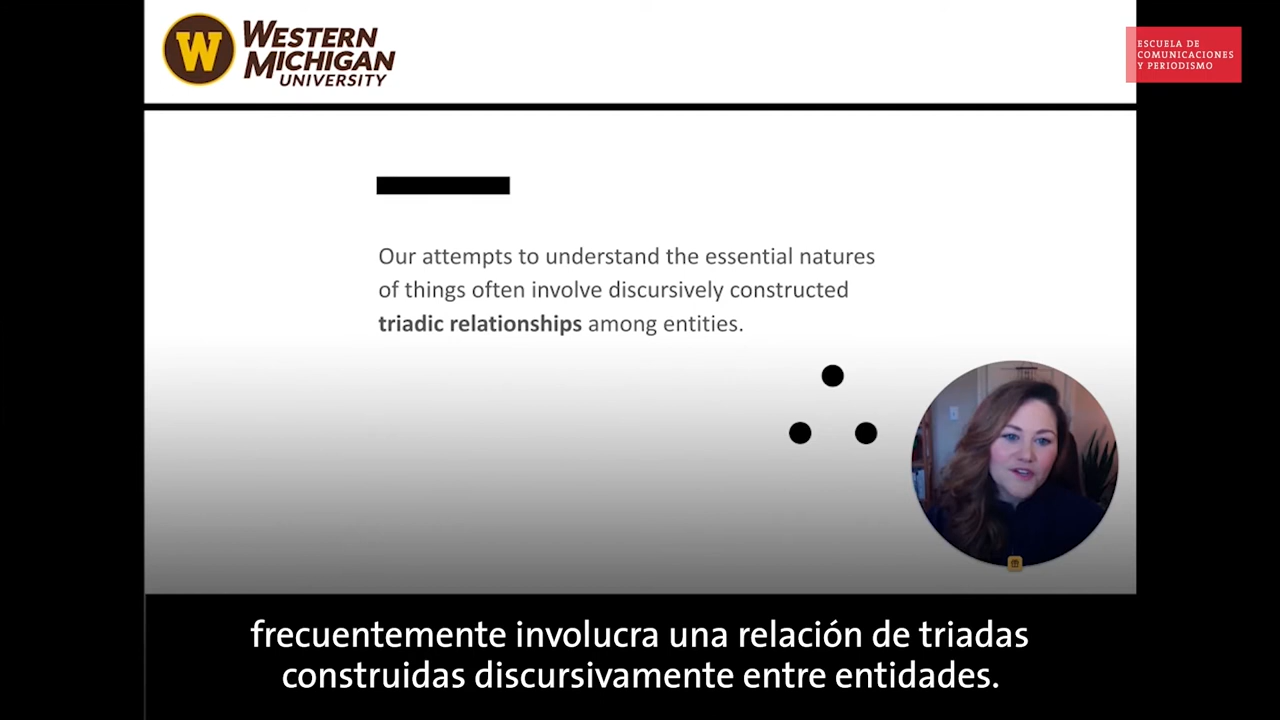 W
WESTERN
MICHIGAN
UNIVERSITY
ESCUELA DE
COMUNICACIONES
Y PERIODISMO
Our attempts to understand the essential natures
of things often involve discursively constructed
triadic relationships among entities.
frecuentemente involucra una relación de triadas
construidas discursivamente entre entidades.